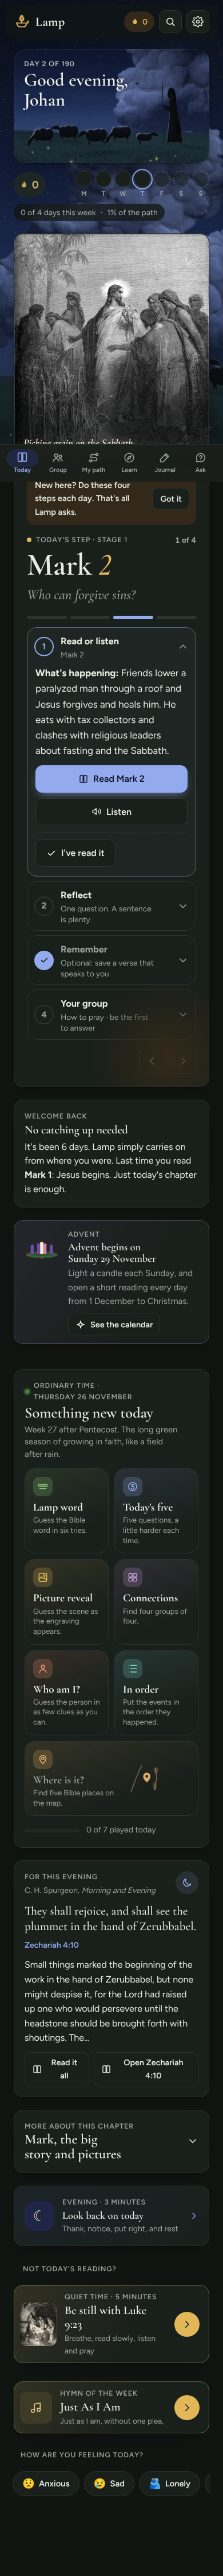 Lamp
0
DAY 2 OF 190
Good evening,
Johan
0
M T W T F S S
0 of 4 days this week · 1% of the path
Picking grain on the Sabbath
Today Group My path Learn Journal Ask
New here? Do these four
steps each day. That's all
Lamp asks.
Got it
TODAY'S STEP · STAGE 1
1 of 4
Mark 2
Who can forgive sins?
1
Read or listen
Mark 2
What's happening: Friends lower a
paralyzed man through a roof, and
Jesus forgives and heals him. He
eats with tax collectors and
clashes with religious leaders
about fasting and the Sabbath.
Read Mark 2
Listen
I've read it
2
Reflect
One question. A sentence
is plenty.
Remember
Optional: save a verse that
speaks to you
4
Your group
How to pray · be the first
to answer
WELCOME BACK
No catching up needed
It's been 6 days. Lamp simply carries on
from where you were. Last time you read
Mark 1: Jesus begins. Just today's chapter
is enough.
ADVENT
Advent begins on
Sunday 29 November
Light a candle each Sunday, and
open a short reading every day
from 1 December to Christmas.
See the calendar
ORDINARY TIME ·
THURSDAY 26 NOVEMBER
Something new today
Week 27 after Pentecost. The long green
season of growing in faith, like a field
after rain.
Lamp word
Guess the Bible
word in six tries.
Today's five
Five questions, a
little harder each
time.
Picture reveal
Guess the scene as
the engraving
appears.
Connections
Find four groups of
four.
Who am I?
Guess the person in
as few clues as you
can.
In order
Put the events in
the order they
happened.
Where is it?
Find five Bible places on
the map.
0 of 7 played today
FOR THIS EVENING
C. H. Spurgeon, Morning and Evening
They shall rejoice, and shall see the
plummet in the hand of Zerubbabel.
Zechariah 4:10
Small things marked the beginning of the
work in the hand of Zerubbabel, but none
might despise it, for the Lord had raised
up one who would persevere until the
headstone should be brought forth with
shoutings. The…
Read it
all
Open Zechariah
4:10
MORE ABOUT THIS CHAPTER
Mark, the big
story and pictures
EVENING · 3 MINUTES
Look back on today
Thank, notice, put right, and rest
NOT TODAY'S READING?
QUIET TIME · 5 MINUTES
Be still with Luke
9:23
Breathe, read slowly, listen
and pray
HYMN OF THE WEEK
Just As I Am
Just as I am, without one plea,
HOW ARE YOU FEELING TODAY?
Anxious
Sad
Lonely